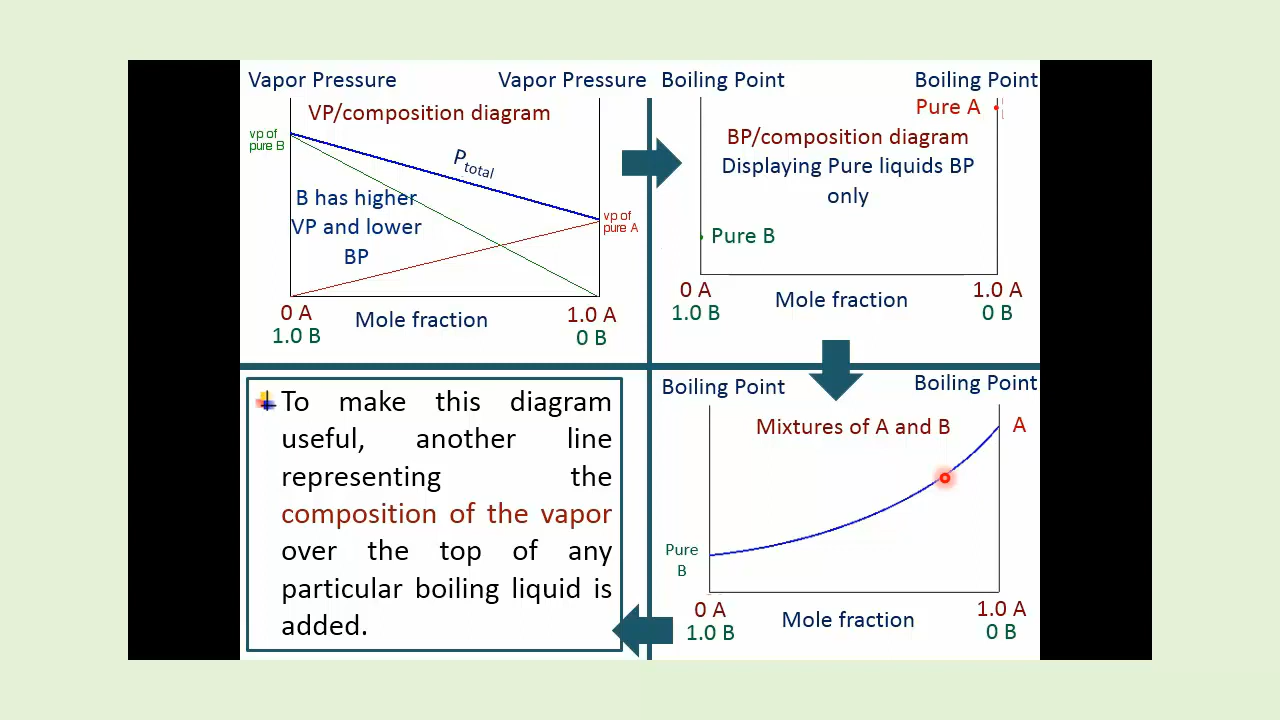 Vapor Pressure
Vapor Pressure
VP/composition diagram
vp of
pure B
Ptotal
B has higher
VP and lower
BP
vp of
pure A
0 A
1.0 B
Mole fraction
1.0 A
0 B
Boiling Point
Boiling Point
Pure A
BP/composition diagram
Displaying Pure liquids BP
only
Pure B
0 A
1.0 B
Mole fraction
1.0 A
0 B
Boiling Point
Boiling Point
Mixtures of A and B
A
Pure
B
0 A
1.0 B
Mole fraction
1.0 A
0 B
To make this diagram
useful, another line
representing the
composition of the vapor
over the top of any
particular boiling liquid is
added.